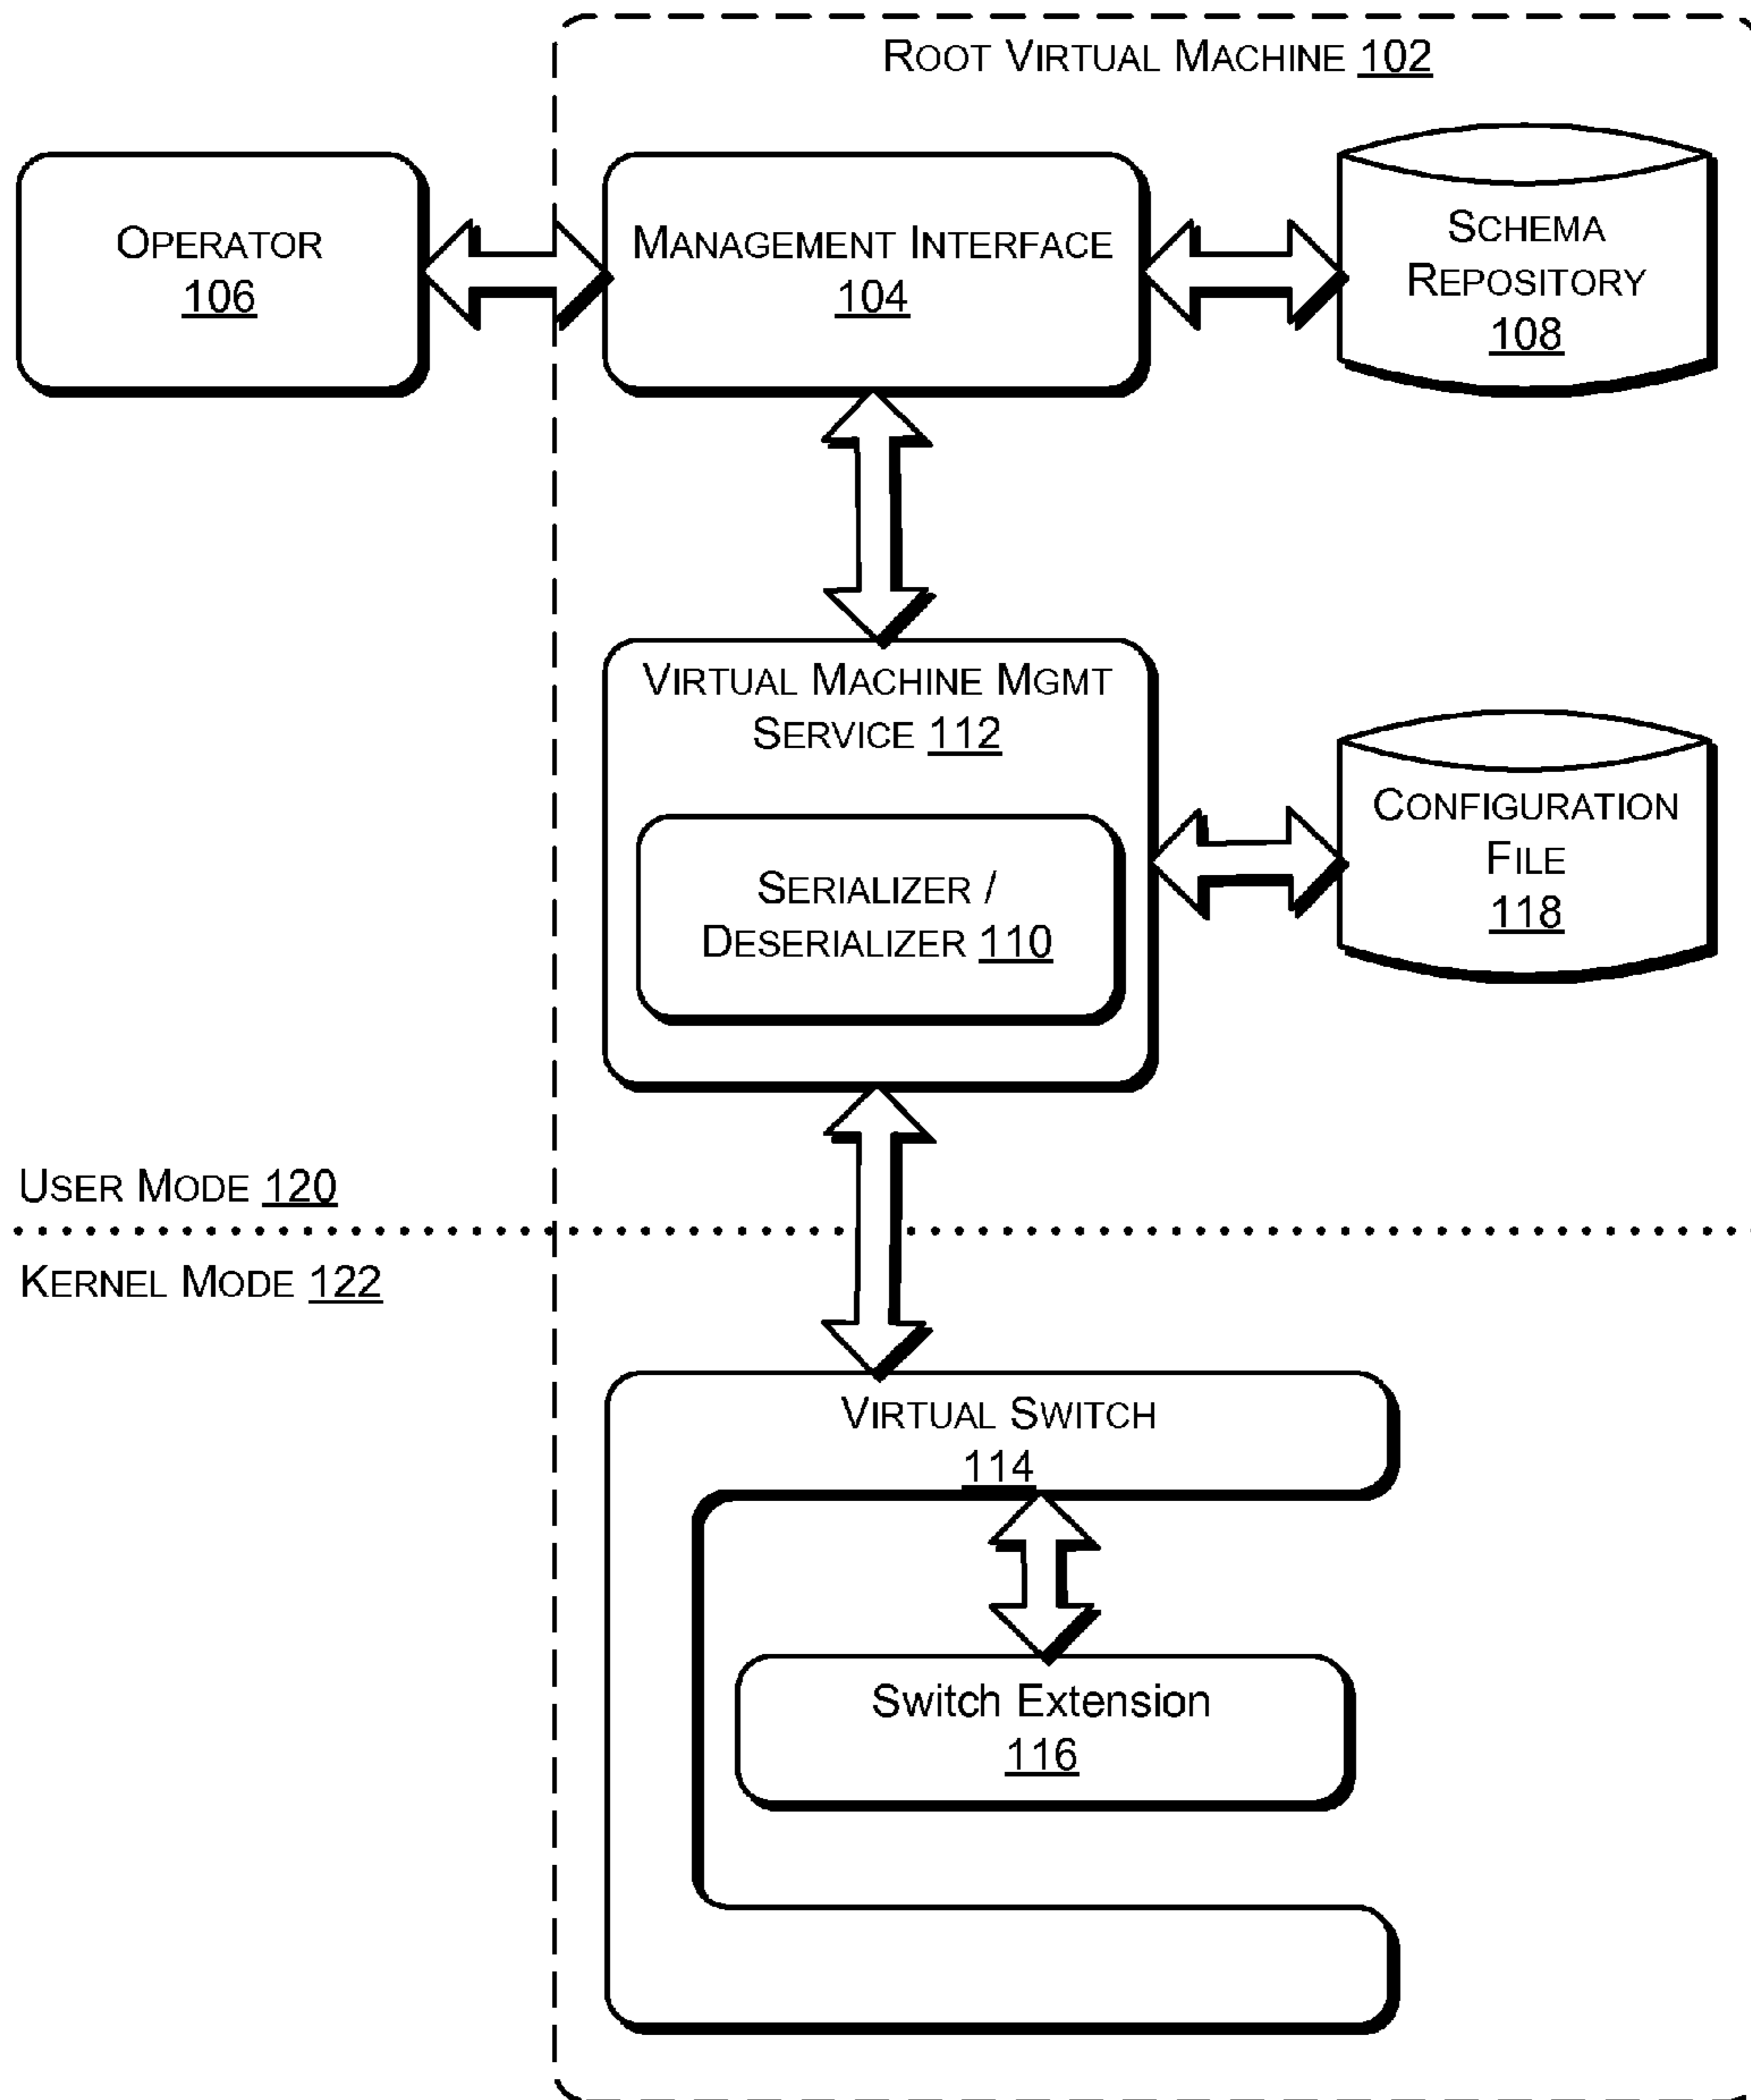 ROOT VIRTUAL MACHINE 102
OPERATOR
106
MANAGEMENT INTERFACE
104
SCHEMA
REPOSITORY
108
VIRTUAL MACHINE MGMT
SERVICE 112
SERIALIZER /
DESERIALIZER 110
CONFIGURATION
FILE
118
USER MODE 120
KERNEL MODE 122
VIRTUAL SWITCH
114
Switch Extension
116